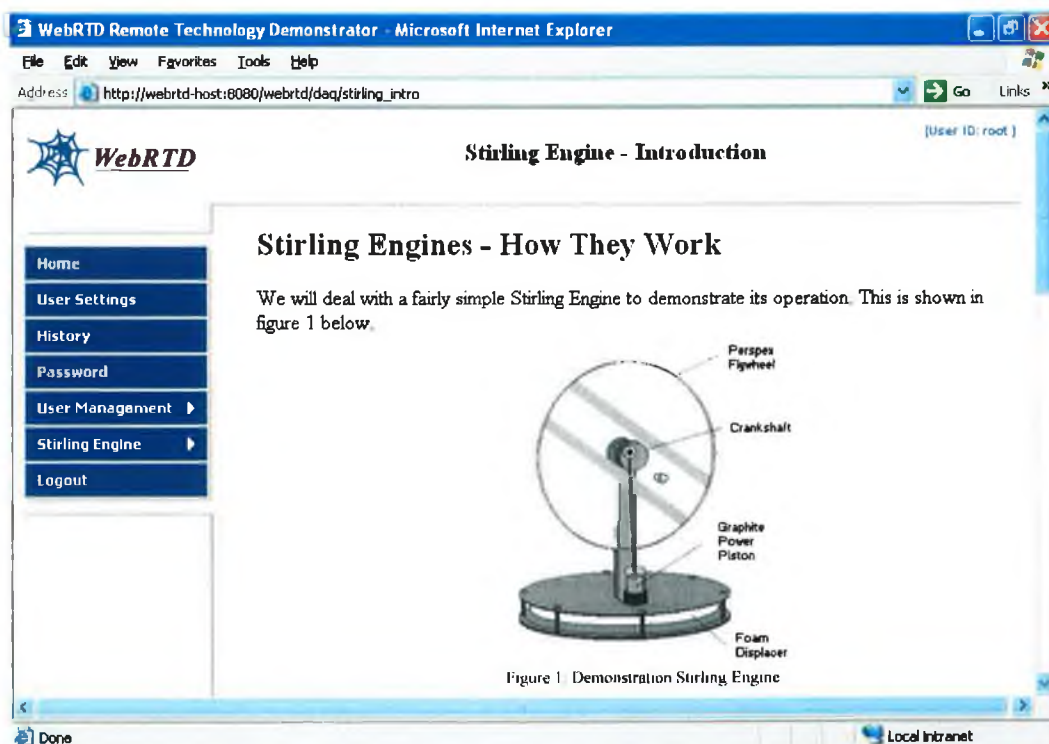 WebRTD Remote Technology Demonstrator - Microsoft Internet Explorer
File Edit View Favorites Tools Help
Address http://webrtd-host:8080/webrtd/daq/stirling_intro Go Links »
WebRTD
Stirling Engine - Introduction
[User ID: root ]
Home
User Settings
History
Password
User Management
Stirling Engine
Logout
Stirling Engines - How They Work
We will deal with a fairly simple Stirling Engine to demonstrate its operation. This is shown in
figure 1 below.
Perspex
Flywheel
Crankshaft
Graphite
Power
Piston
Foam
Displacer
Figure 1. Demonstration Stirling Engine
Done
Local intranet